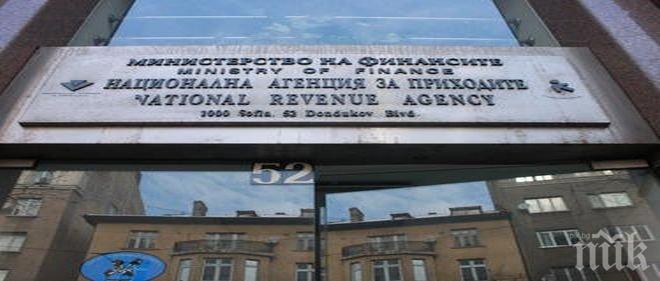 МИНИСТЕРСТВО НА ФИНАНСИТЕ
MINISTRY OF FINANCE
НАЦИОНАЛНА АГЕНЦИЯ ЗА ПРИХОДИТЕ
NATIONAL REVENUE AGENCY
1000 Sofia, 52 Dondukov Blvd.
52
пик